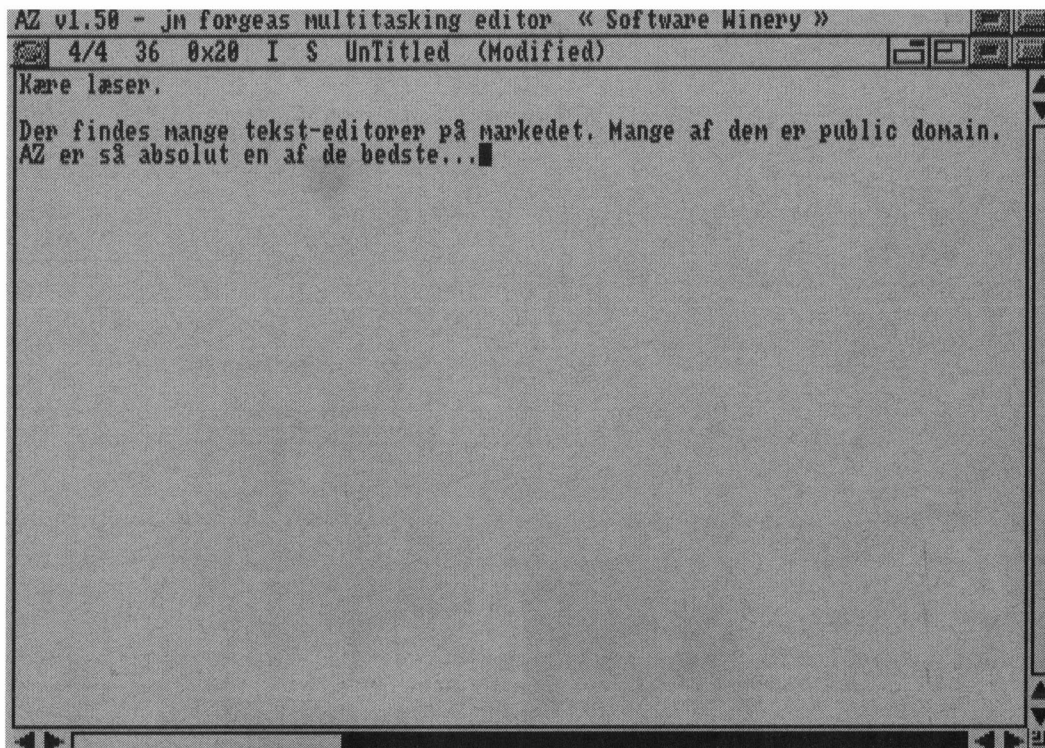 AZ v1.50 - jm forgeas multitasking editor « Software Winery »
4/4 36 0x20 I S UnTitled (Modified)
Kære læser,

Der findes mange tekst-editorer på markedet. Mange af dem er public domain.
AZ er så absolut en af de bedste...